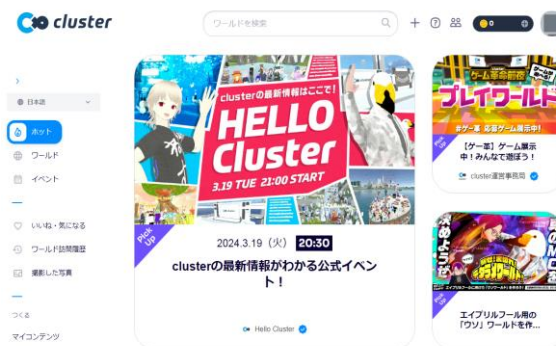 cluster
ワールドを検索
0
日本語
ホット
ワールド
イベント
いいね・気になる
ワールド訪問履歴
撮影した写真
つくる
マイコンテンツ
clusterの最新情報はここで!
HELLO
Cluster
3.19 TUE 21:00 START
Pick Up
2024.3.19（火） 20:30
clusterの最新情報がわかる公式イベン
ト！
Hello Cluster
ゲーム革命前夜
プレイワールド
#ゲー革 応募ゲーム展示中!
Pick Up
【ゲー革】ゲーム展示
中！みんなで遊ぼう！
cluster運営事務局
Pick Up
エイプリルフール用の
「ウソ」ワールドを作...